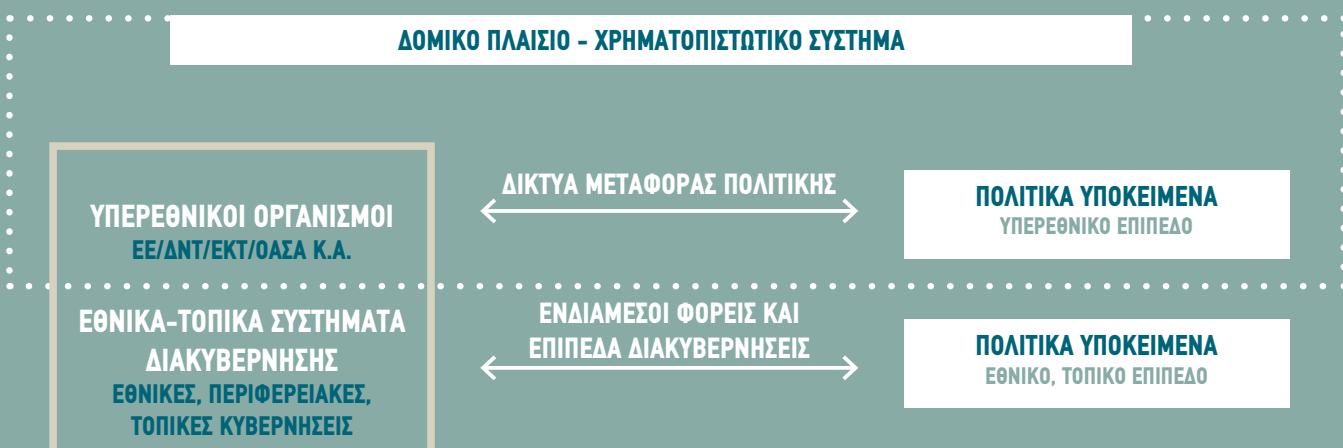 ΔΟΜΙΚΟ ΠΛΑΙΣΙΟ - ΧΡΗΜΑΤΟΠΙΣΤΩΤΙΚΟ ΣΥΣΤΗΜΑ
ΥΠΕΡΕΘΝΙΚΟΙ ΟΡΓΑΝΙΣΜΟΙ
ΕΕ/ΔΝΤ/ΕΚΤ/ΟΑΣΑ Κ.Α.
ΔΙΚΤΥΑ ΜΕΤΑΦΟΡΑΣ ΠΟΛΙΤΙΚΗΣ
ΠΟΛΙΤΙΚΑ ΥΠΟΚΕΙΜΕΝΑ
ΥΠΕΡΕΘΝΙΚΟ ΕΠΙΠΕΔΟ
ΕΘΝΙΚΑ-ΤΟΠΙΚΑ ΣΥΣΤΗΜΑΤΑ
ΔΙΑΚΥΒΕΡΝΗΣΗΣ
ΕΘΝΙΚΕΣ, ΠΕΡΙΦΕΡΕΙΑΚΕΣ,
ΤΟΠΙΚΕΣ ΚΥΒΕΡΝΗΣΕΙΣ
ΕΝΔΙΑΜΕΣΟΙ ΦΟΡΕΙΣ ΚΑΙ
ΕΠΙΠΕΔΑ ΔΙΑΚΥΒΕΡΝΗΣΕΙΣ
ΠΟΛΙΤΙΚΑ ΥΠΟΚΕΙΜΕΝΑ
ΕΘΝΙΚΟ, ΤΟΠΙΚΟ ΕΠΙΠΕΔΟ